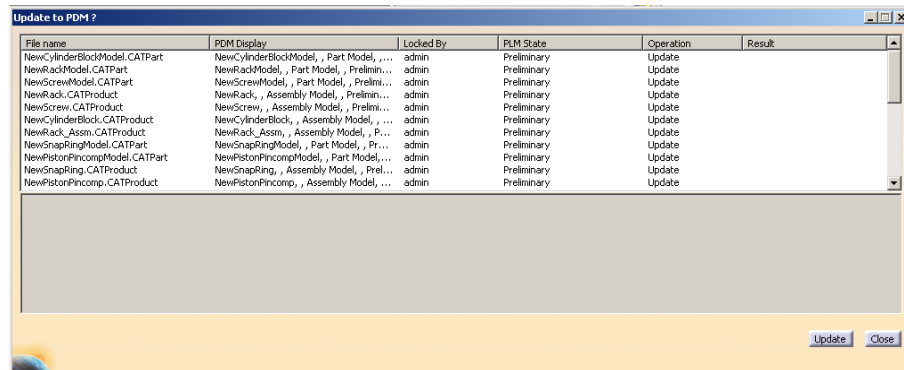 Update to PDM ?
File name PDM Display Locked By PLM State Operation Result
NewCylinderBlockModel.CATPart NewCylinderBlockModel, , Part Model, ,... admin Preliminary Update
NewRackModel.CATPart NewRackModel, , Part Model, , Prelimin... admin Preliminary Update
NewScrewModel.CATPart NewScrewModel, , Part Model, , Prelimi... admin Preliminary Update
NewRack.CATProduct NewRack, , Assembly Model, , Prelimin... admin Preliminary Update
NewScrew.CATProduct NewScrew, , Assembly Model, , Prelimi... admin Preliminary Update
NewCylinderBlock.CATProduct NewCylinderBlock, , Assembly Model, , ... admin Preliminary Update
NewRack_Assm.CATProduct NewRack_Assm, , Assembly Model, , P... admin Preliminary Update
NewSnapRingModel.CATPart NewSnapRingModel, , Part Model, , Pr... admin Preliminary Update
NewPistonPincompModel.CATPart NewPistonPincompModel, , Part Model,... admin Preliminary Update
NewSnapRing.CATProduct NewSnapRing, , Assembly Model, , Prel... admin Preliminary Update
NewPistonPincomp.CATProduct NewPistonPincomp, , Assembly Model, ... admin Preliminary Update
Update Close